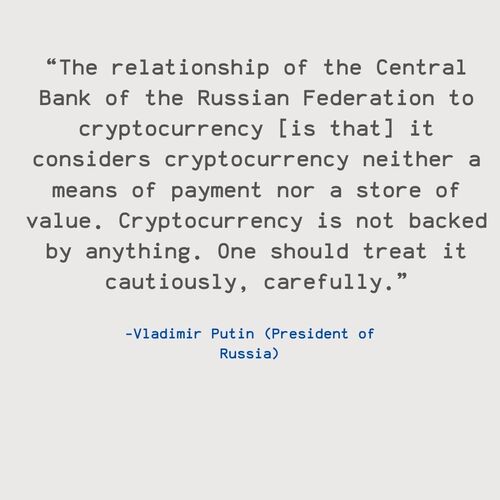 “The relationship of the Central
Bank of the Russian Federation to
cryptocurrency [is that] it
considers cryptocurrency neither a
means of payment nor a store of
value. Cryptocurrency is not backed
by anything. One should treat it
cautiously, carefully.”
-Vladimir Putin (President of
Russia)